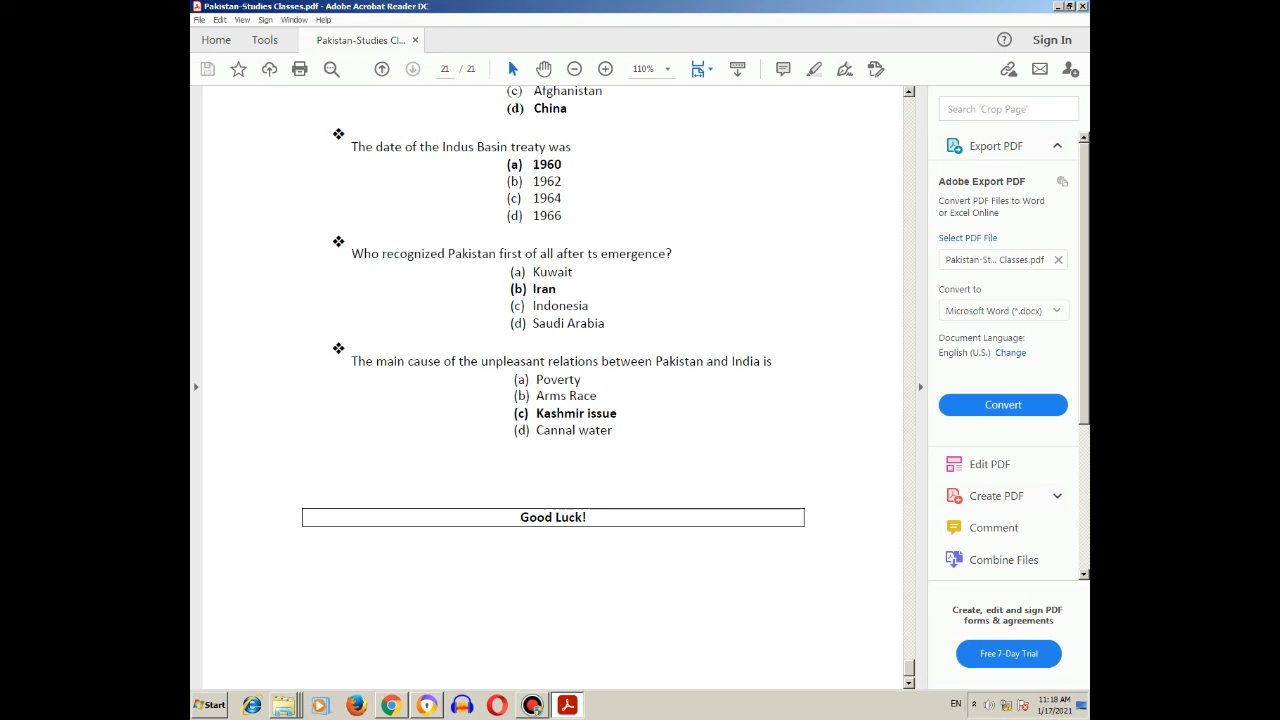 Pakistan-Studies Classes.pdf - Adobe Acrobat Reader DC
File Edit View Sign Window Help
Home Tools Pakistan-Studies Cl... × Sign In
21 / 21 110%
Search 'Crop Page'
(c) Afghanistan
(d) China
❖
The date of the Indus Basin treaty was
(a) 1960
(b) 1962
(c) 1964
(d) 1966
❖
Who recognized Pakistan first of all after ts emergence?
(a) Kuwait
(b) Iran
(c) Indonesia
(d) Saudi Arabia
❖
The main cause of the unpleasant relations between Pakistan and India is
(a) Poverty
(b) Arms Race
(c) Kashmir issue
(d) Cannal water
Good Luck!
Export PDF
Adobe Export PDF
Convert PDF Files to Word
or Excel Online
Select PDF File
Pakistan-St... Classes.pdf
Convert to
Microsoft Word (*.docx)
Document Language:
English (U.S.) Change
Convert
Edit PDF
Create PDF
Comment
Combine Files
Create, edit and sign PDF
forms & agreements
Free 7-Day Trial
Start EN 11:18 AM
1/17/2021